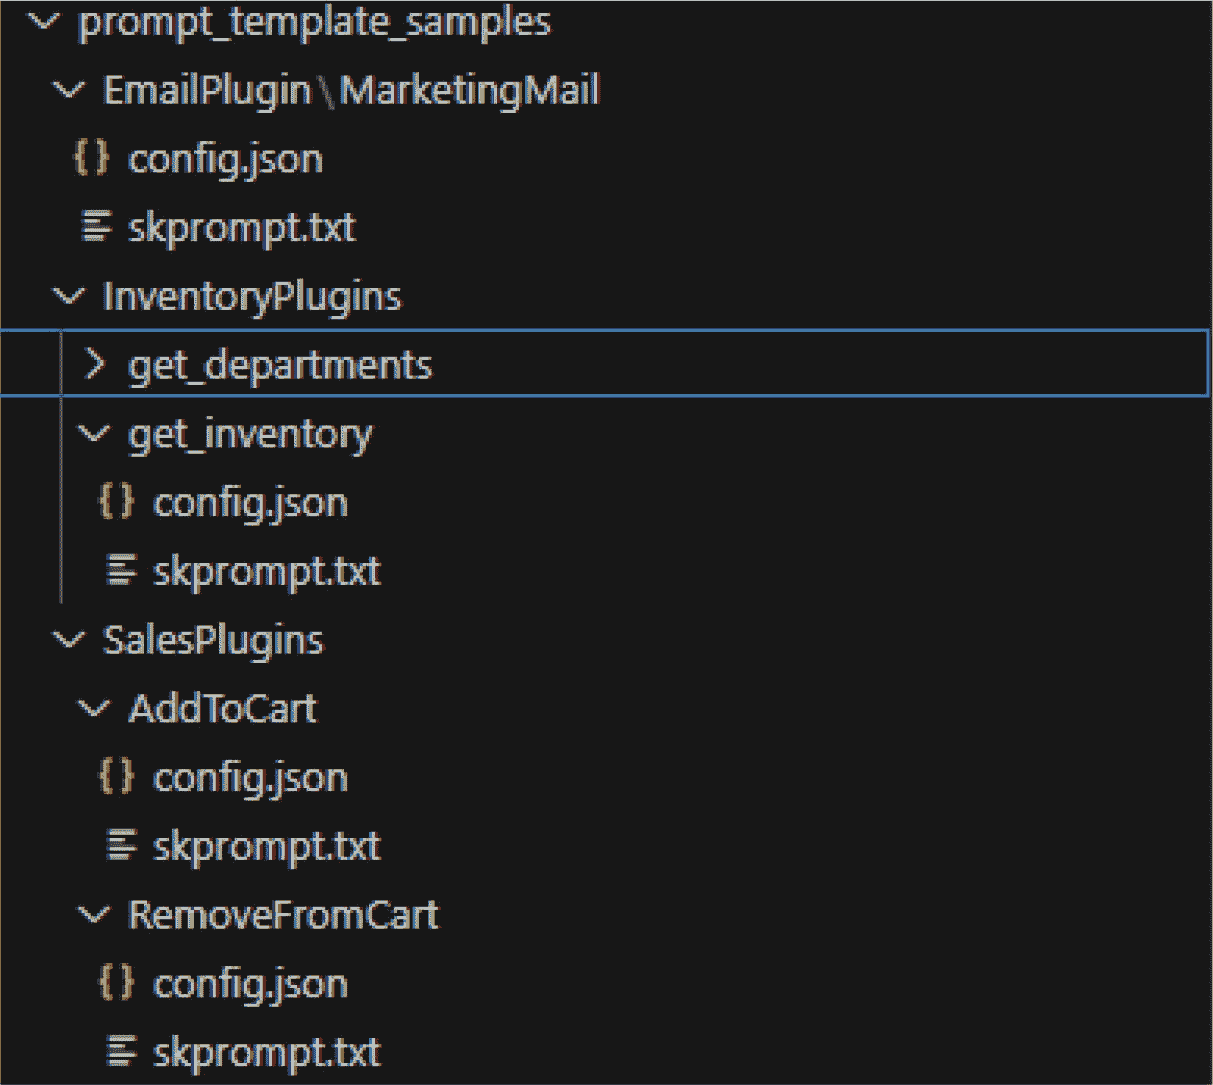 prompt_template_samples
EmailPlugin\MarketingMail
{} config.json
skprompt.txt
InventoryPlugins
get_departments
get_inventory
{} config.json
skprompt.txt
SalesPlugins
AddToCart
{} config.json
skprompt.txt
RemoveFromCart
{} config.json
skprompt.txt